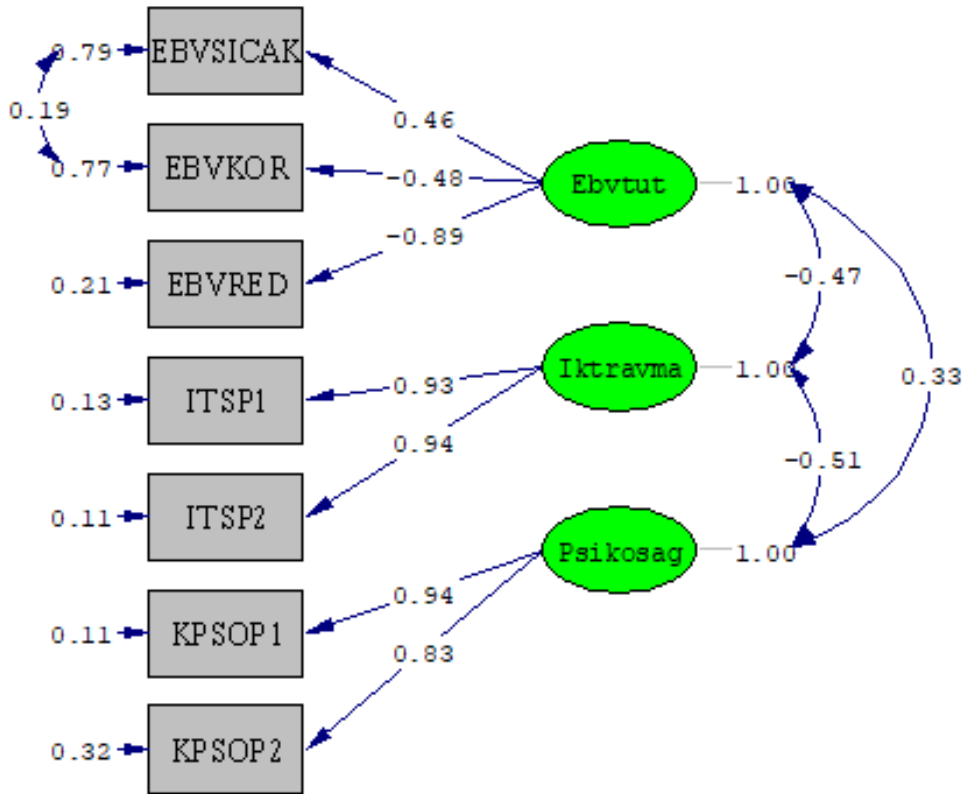 0.79
EBVSICAK
0.19
0.46
0.77
EBVKOR
-0.48
Ebvtut
1.00
-0.89
0.21
EBVRED
-0.47
0.13
ITSP1
0.93
Iktravma
1.00
0.33
0.94
-0.51
0.11
ITSP2
Psikosag
1.00
0.94
0.11
KPSOP1
0.83
0.32
KPSOP2